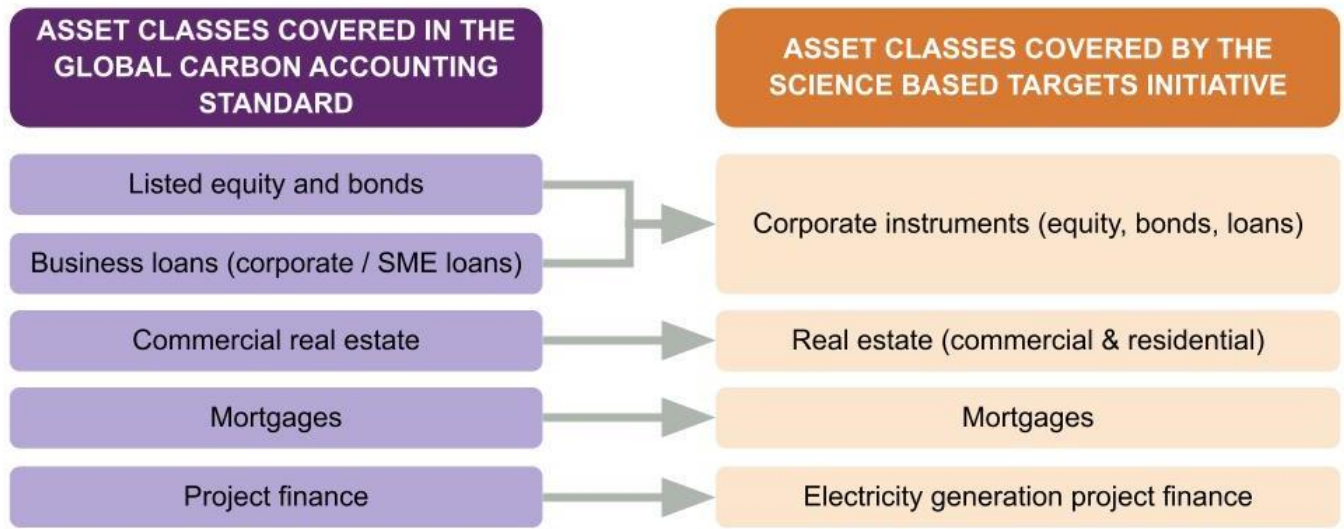 ASSET CLASSES COVERED IN THE
GLOBAL CARBON ACCOUNTING
STANDARD
ASSET CLASSES COVERED BY THE
SCIENCE BASED TARGETS INITIATIVE
Listed equity and bonds
Business loans (corporate / SME loans)
Corporate instruments (equity, bonds, loans)
Commercial real estate
Real estate (commercial & residential)
Mortgages
Mortgages
Project finance
Electricity generation project finance